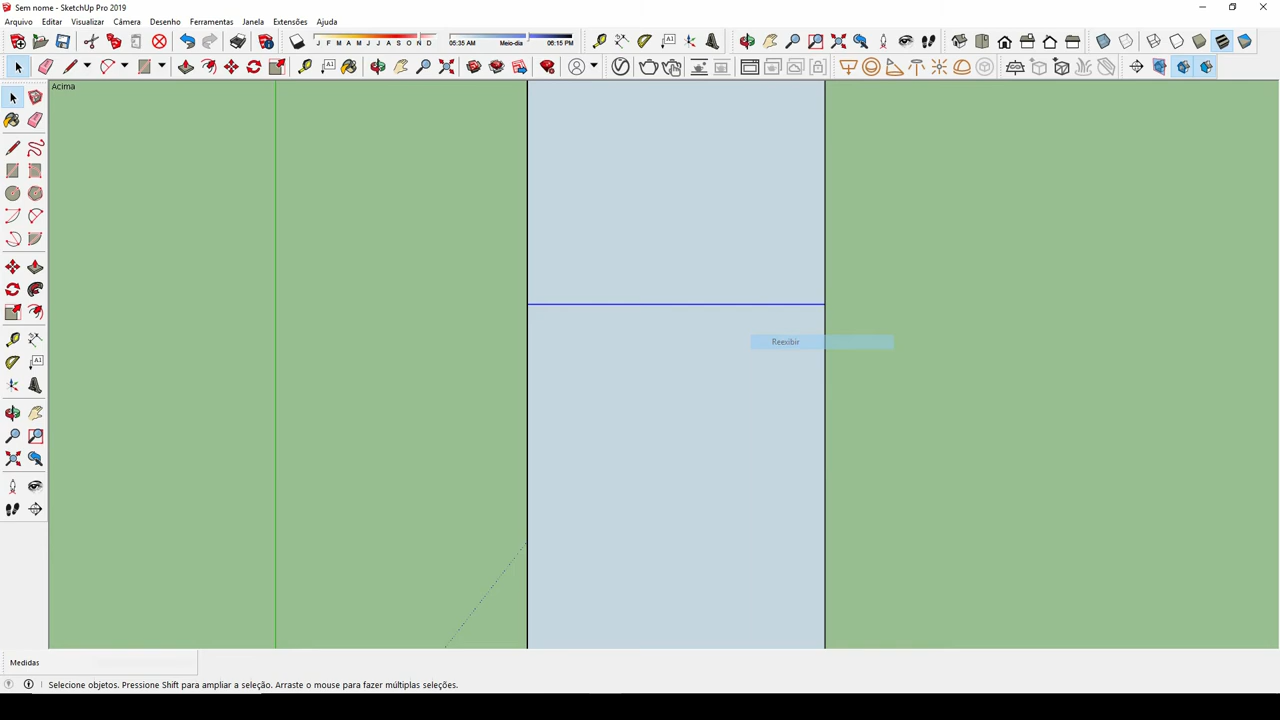 Sem nome - SketchUp Pro 2019
Arquivo Editar Visualizar Câmera Desenho Ferramentas Janela Extensões Ajuda
J F M A M J J A S O N D
05:35 AM Meio-dia 06:15 PM
Acima
Reexibir
Medidas
Selecione objetos. Pressione Shift para ampliar a seleção. Arraste o mouse para fazer múltiplas seleções.